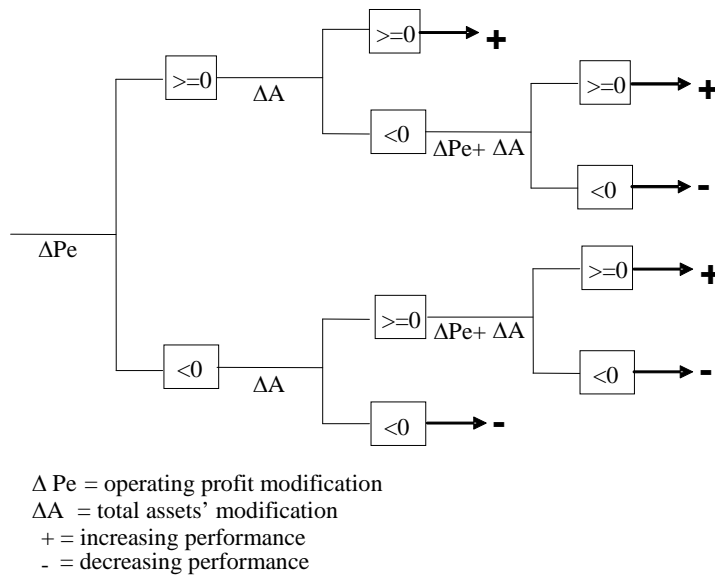 >=0
+
>=0
ΔA
>=0
+
<0
ΔPe+ ΔA
<0
-
ΔPe
>=0
+
>=0
ΔPe+ ΔA
<0
ΔA
<0
-
<0
-
Δ Pe = operating profit modification
ΔA = total assets’ modification
+ = increasing performance
- = decreasing performance